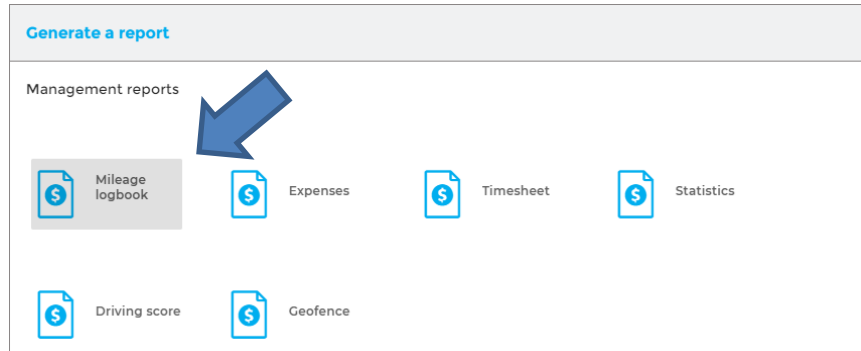 Generate a report
Management reports
Mileage
logbook
Expenses
Timesheet
Statistics
Driving score
Geofence